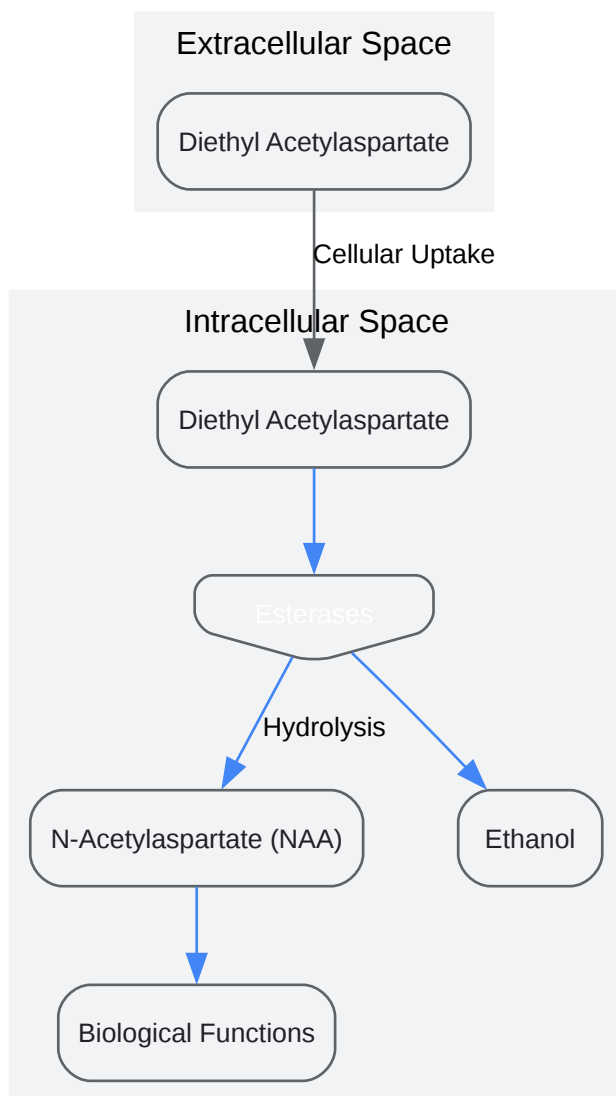 Extracellular Space
Diethyl Acetylaspartate
Cellular Uptake
Intracellular Space
Diethyl Acetylaspartate
Esterases
Hydrolysis
N-Acetylaspartate (NAA)
Ethanol
Biological Functions